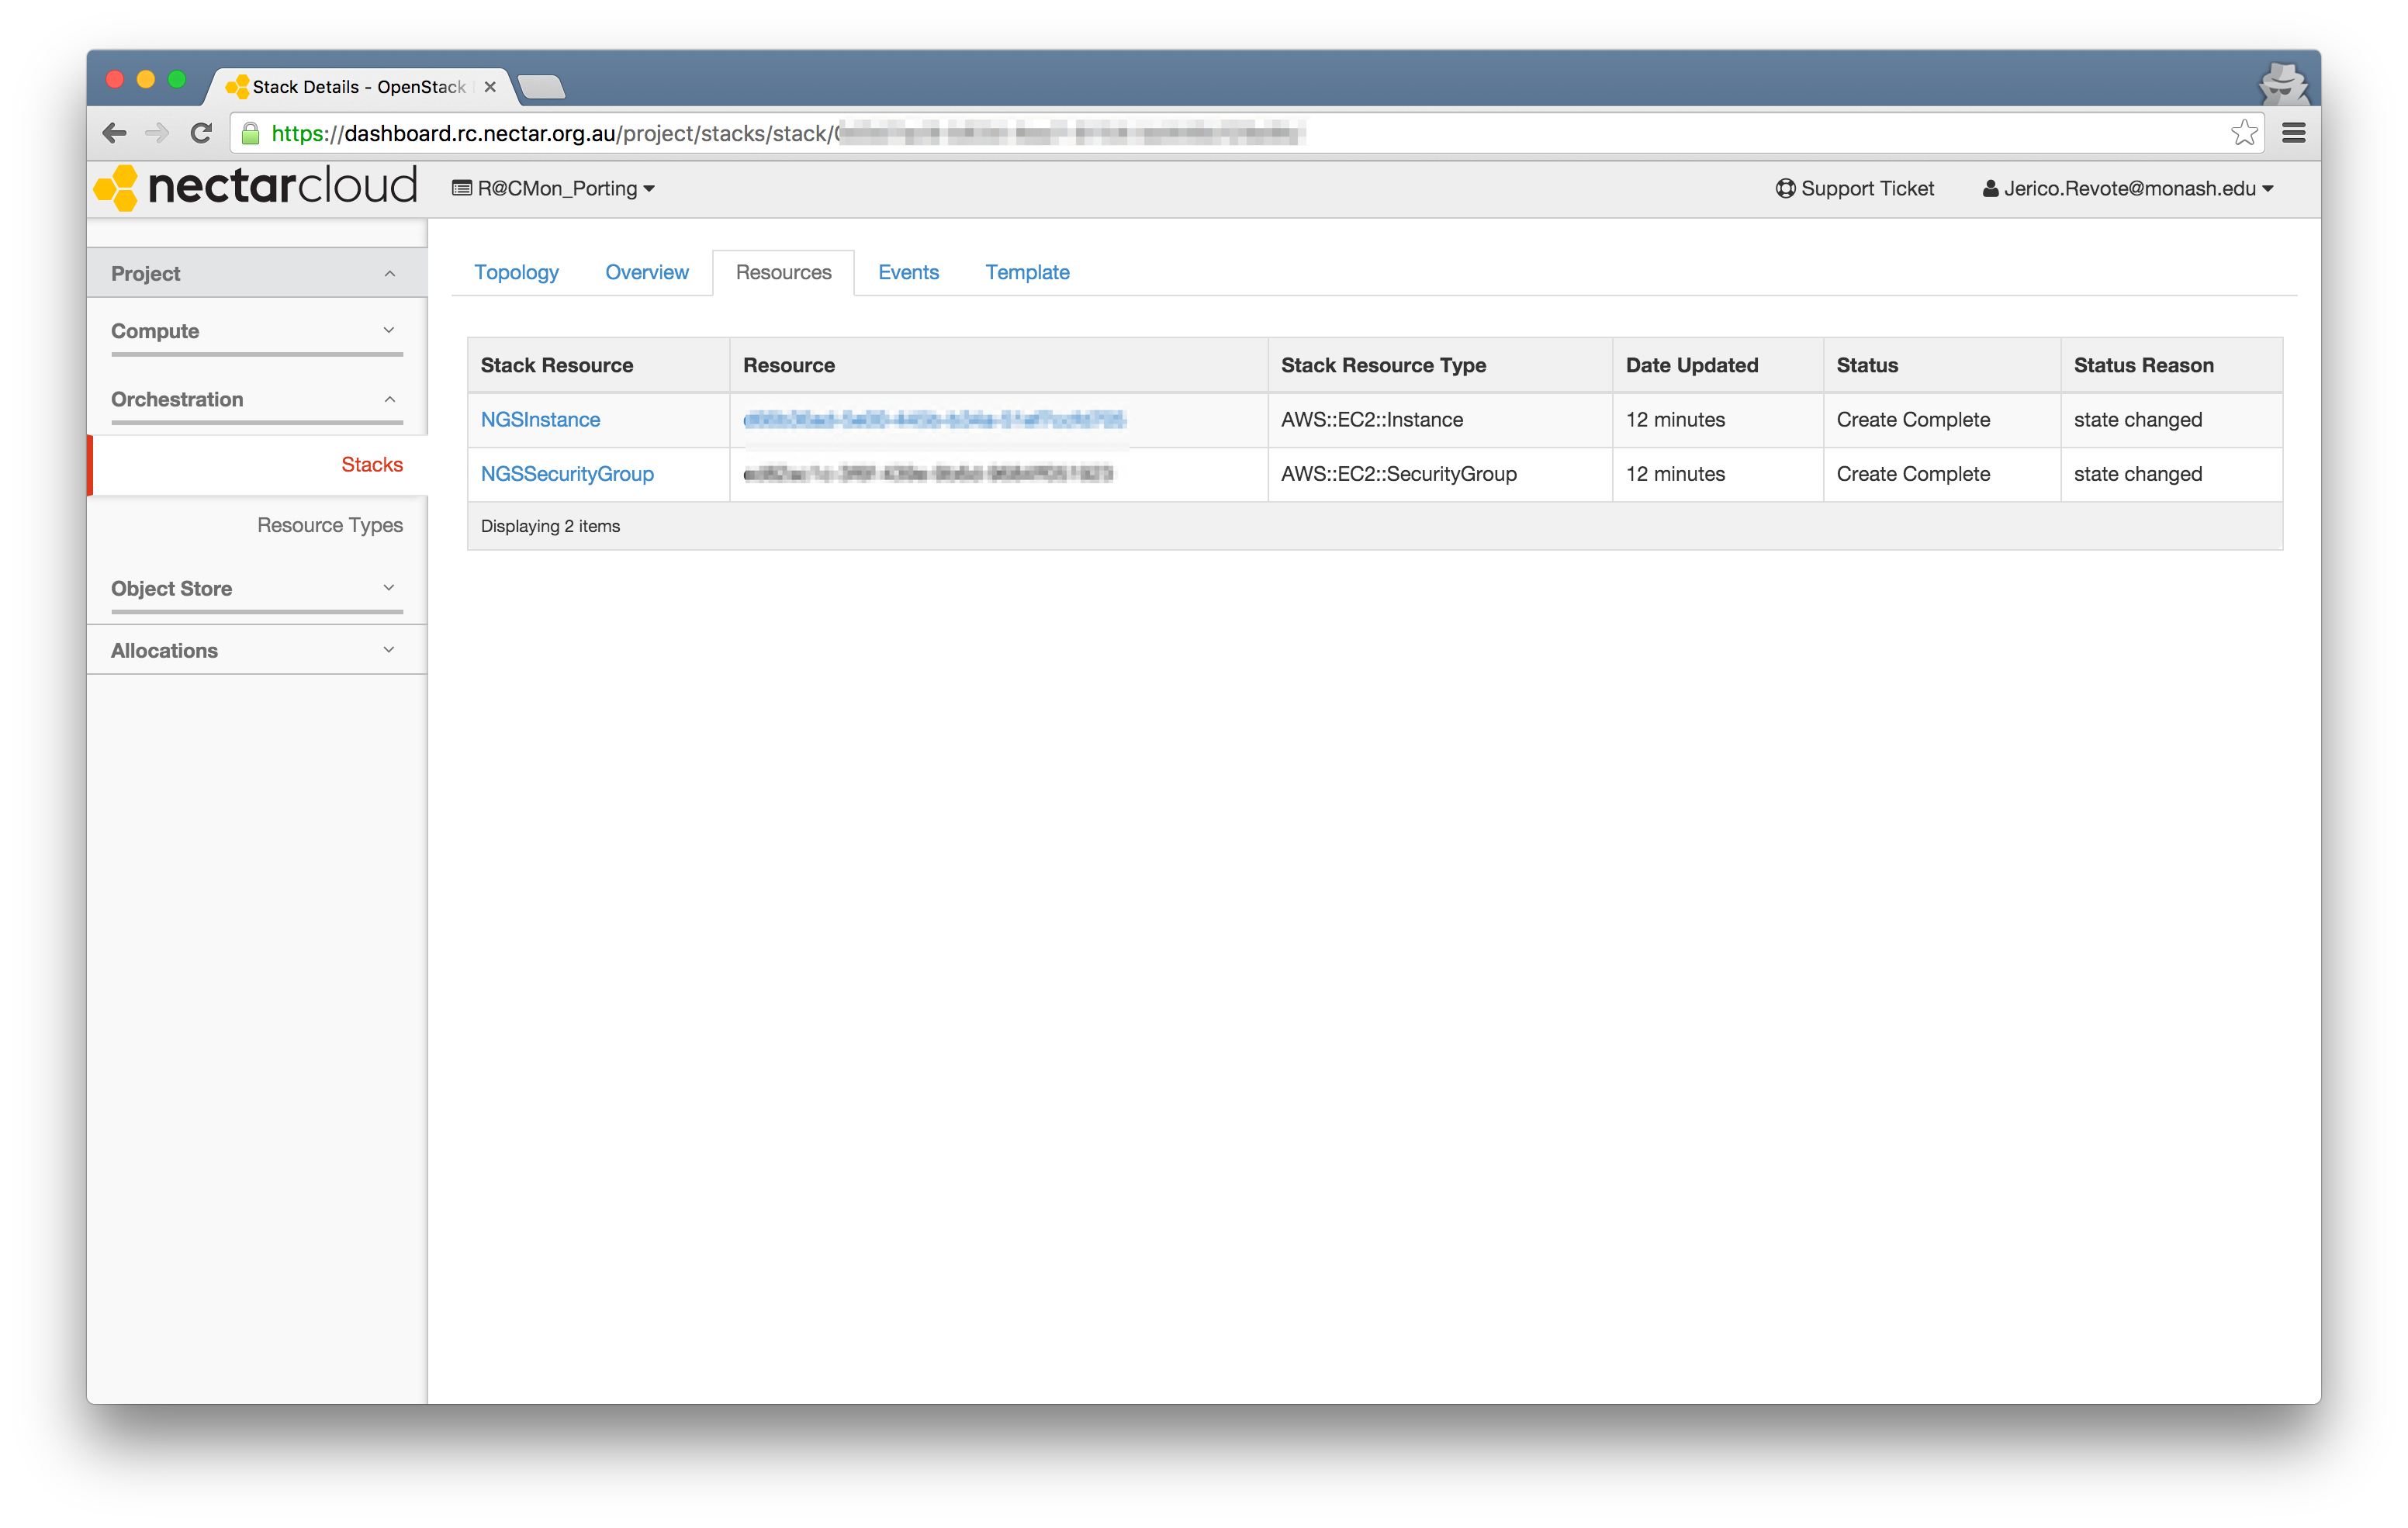 Stack Details - OpenStack
https://dashboard.rc.nectar.org.au/project/stacks/stack/
nectarcloud R@CMon_Porting Support Ticket Jerico.Revote@monash.edu
Project
Compute
Orchestration
Stacks
Resource Types
Object Store
Allocations
Topology Overview Resources Events Template
Stack Resource Resource Stack Resource Type Date Updated Status Status Reason
NGSInstance AWS::EC2::Instance 12 minutes Create Complete state changed
NGSSecurityGroup AWS::EC2::SecurityGroup 12 minutes Create Complete state changed
Displaying 2 items